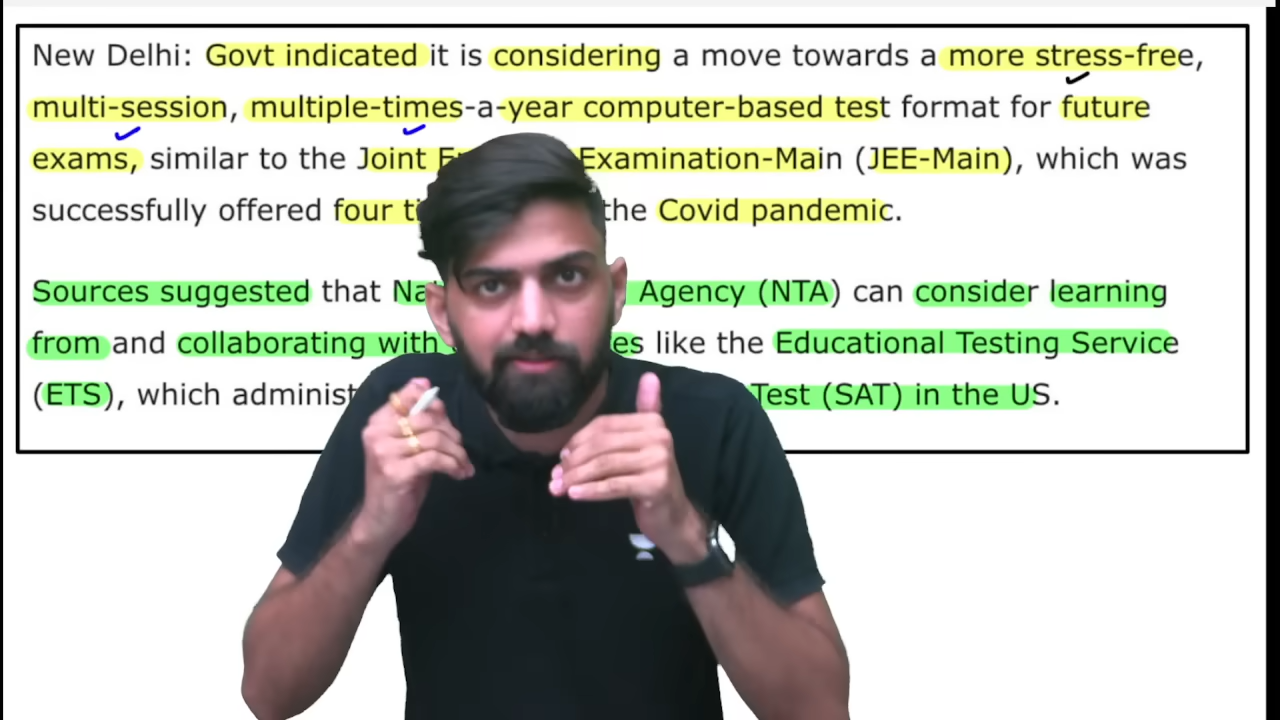 New Delhi: Govt indicated it is considering a move towards a more stress-free,
multi-session, multiple-times-a-year computer-based test format for future
exams, similar to the Joint Examination-Main (JEE-Main), which was
successfully offered four the Covid pandemic.
Sources suggested that Agency (NTA) can consider learning
from and collaborating with like the Educational Testing Service
(ETS), which Test (SAT) in the US.